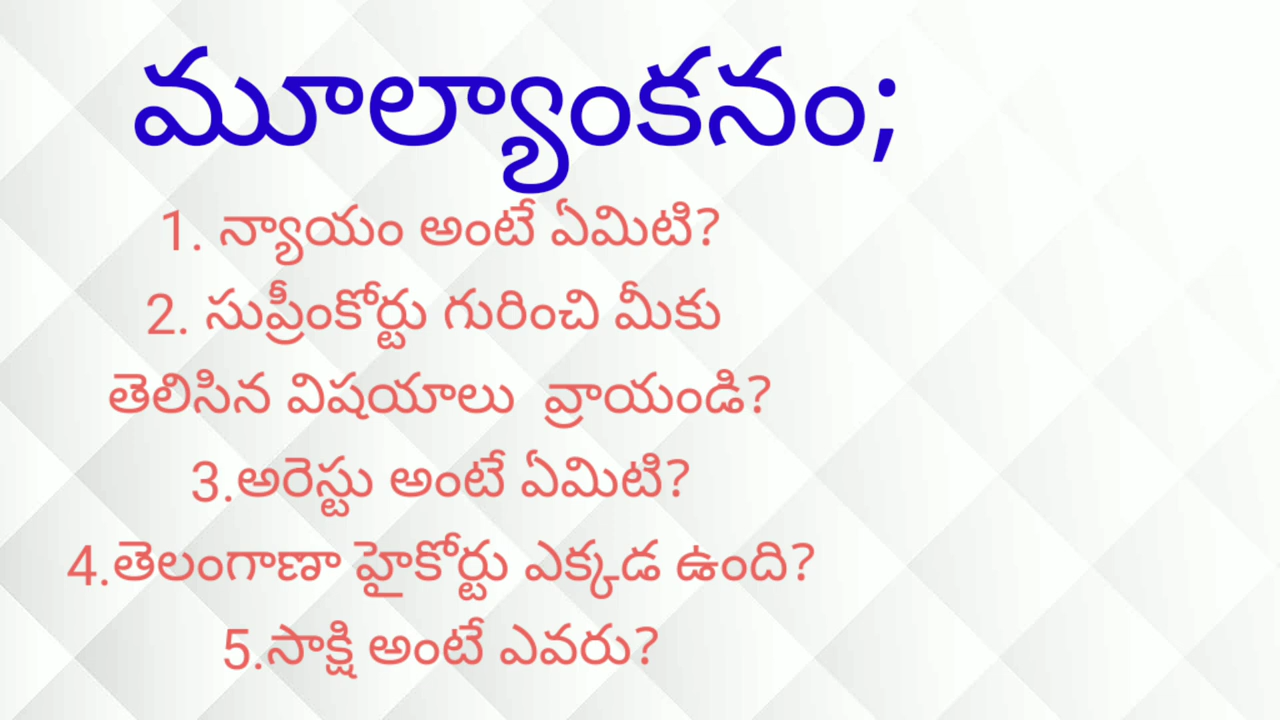 మూల్యాంకనం;
1. న్యాయం అంటే ఏమిటి?
2. సుప్రీంకోర్టు గురించి మీకు
తెలిసిన విషయాలు వ్రాయండి?
3.అరెస్టు అంటే ఏమిటి?
4.తెలంగాణా హైకోర్టు ఎక్కడ ఉంది?
5.సాక్షి అంటే ఎవరు?